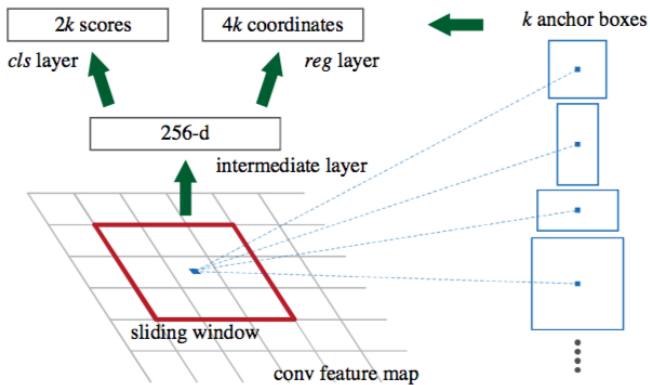 2k scores
4k coordinates
k anchor boxes
cls layer
reg layer
256-d
intermediate layer
sliding window
conv feature map